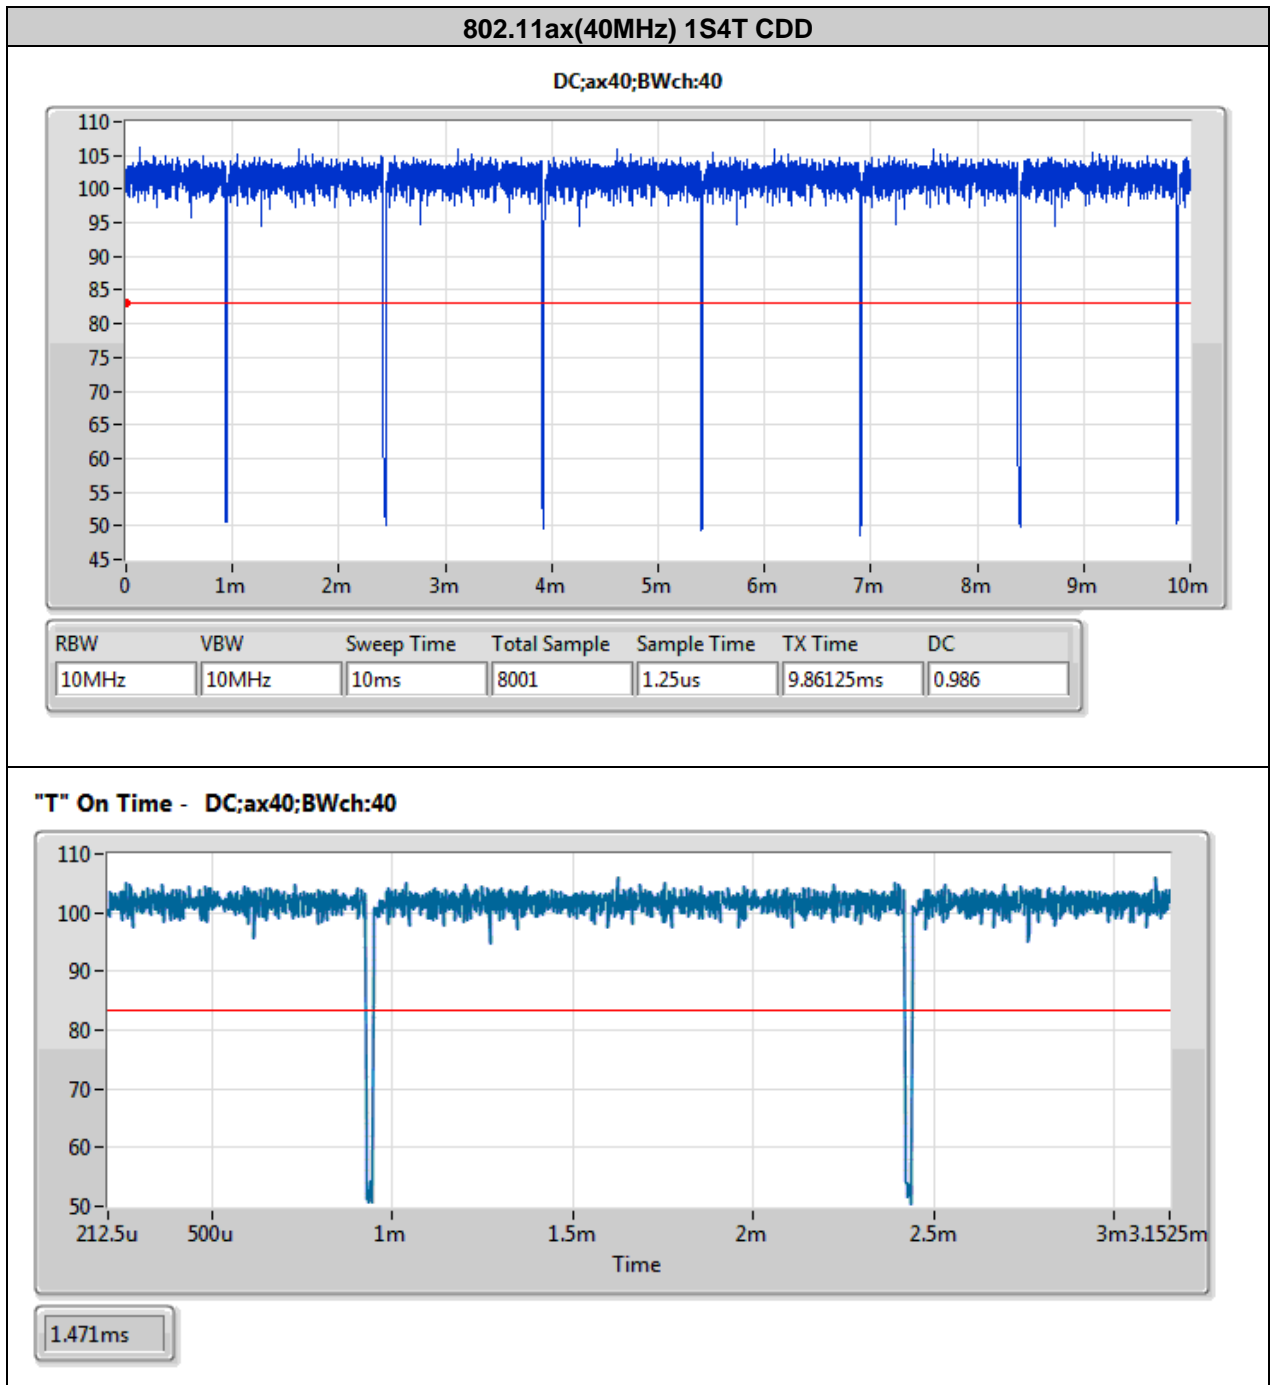 802.11ax(40MHz) 1S4T CDD
DC;ax40;BWch:40
110
105
100
95
90
85
80
75
70
65
60
55
50
45
0 1m 2m 3m 4m 5m 6m 7m 8m 9m 10m
RBW VBW Sweep Time Total Sample Sample Time TX Time DC
10MHz 10MHz 10ms 8001 1.25us 9.86125ms 0.986
"T" On Time - DC;ax40;BWch:40
110
100
90
80
70
60
50
212.5u 500u 1m 1.5m 2m 2.5m 3m 3.1525m
Time
1.471ms